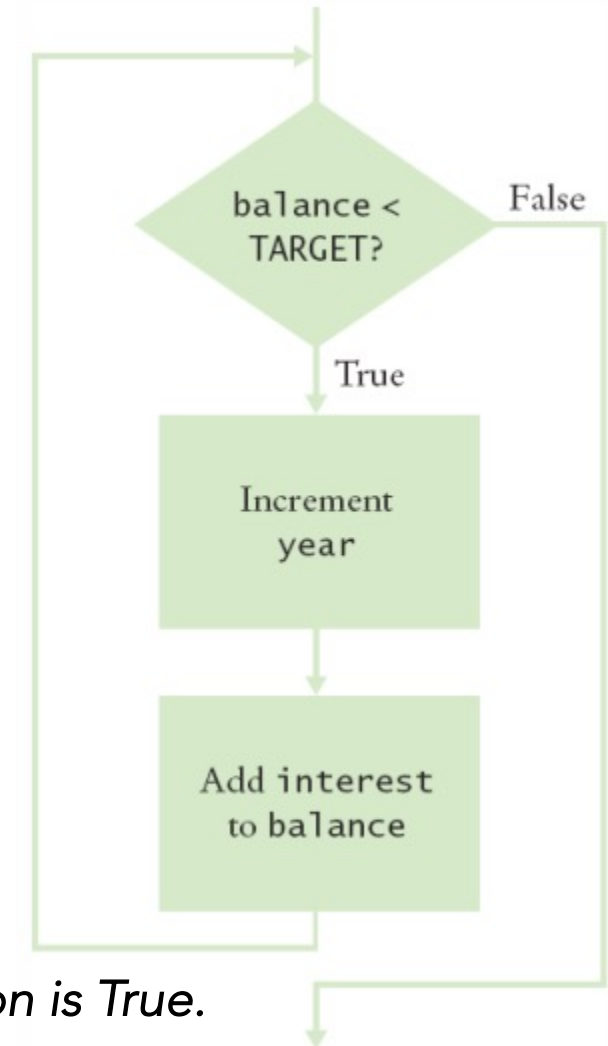 balance <
TARGET?
False
True
Increment
year
Add interest
to balance
on is True.